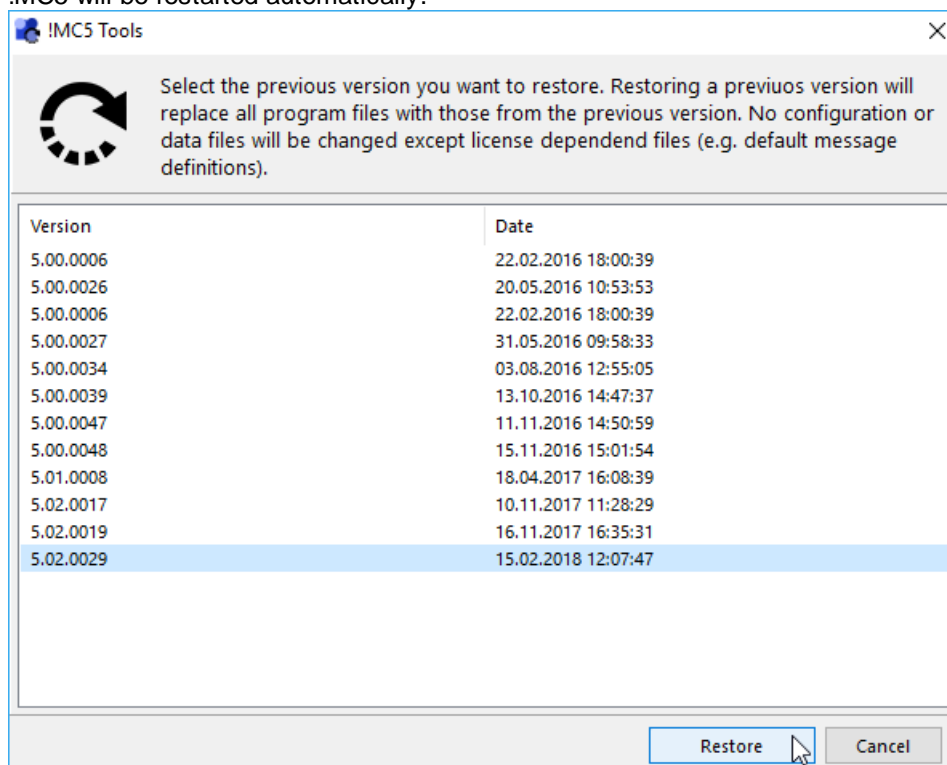 !MC5 will be restarted automatically.
!MC5 Tools
Select the previous version you want to restore. Restoring a previuos version will
replace all program files with those from the previous version. No configuration or
data files will be changed except license dependend files (e.g. default message
definitions).
Version Date
5.00.0006 22.02.2016 18:00:39
5.00.0026 20.05.2016 10:53:53
5.00.0006 22.02.2016 18:00:39
5.00.0027 31.05.2016 09:58:33
5.00.0034 03.08.2016 12:55:05
5.00.0039 13.10.2016 14:47:37
5.00.0047 11.11.2016 14:50:59
5.00.0048 15.11.2016 15:01:54
5.01.0008 18.04.2017 16:08:39
5.02.0017 10.11.2017 11:28:29
5.02.0019 16.11.2017 16:35:31
5.02.0029 15.02.2018 12:07:47
Restore Cancel